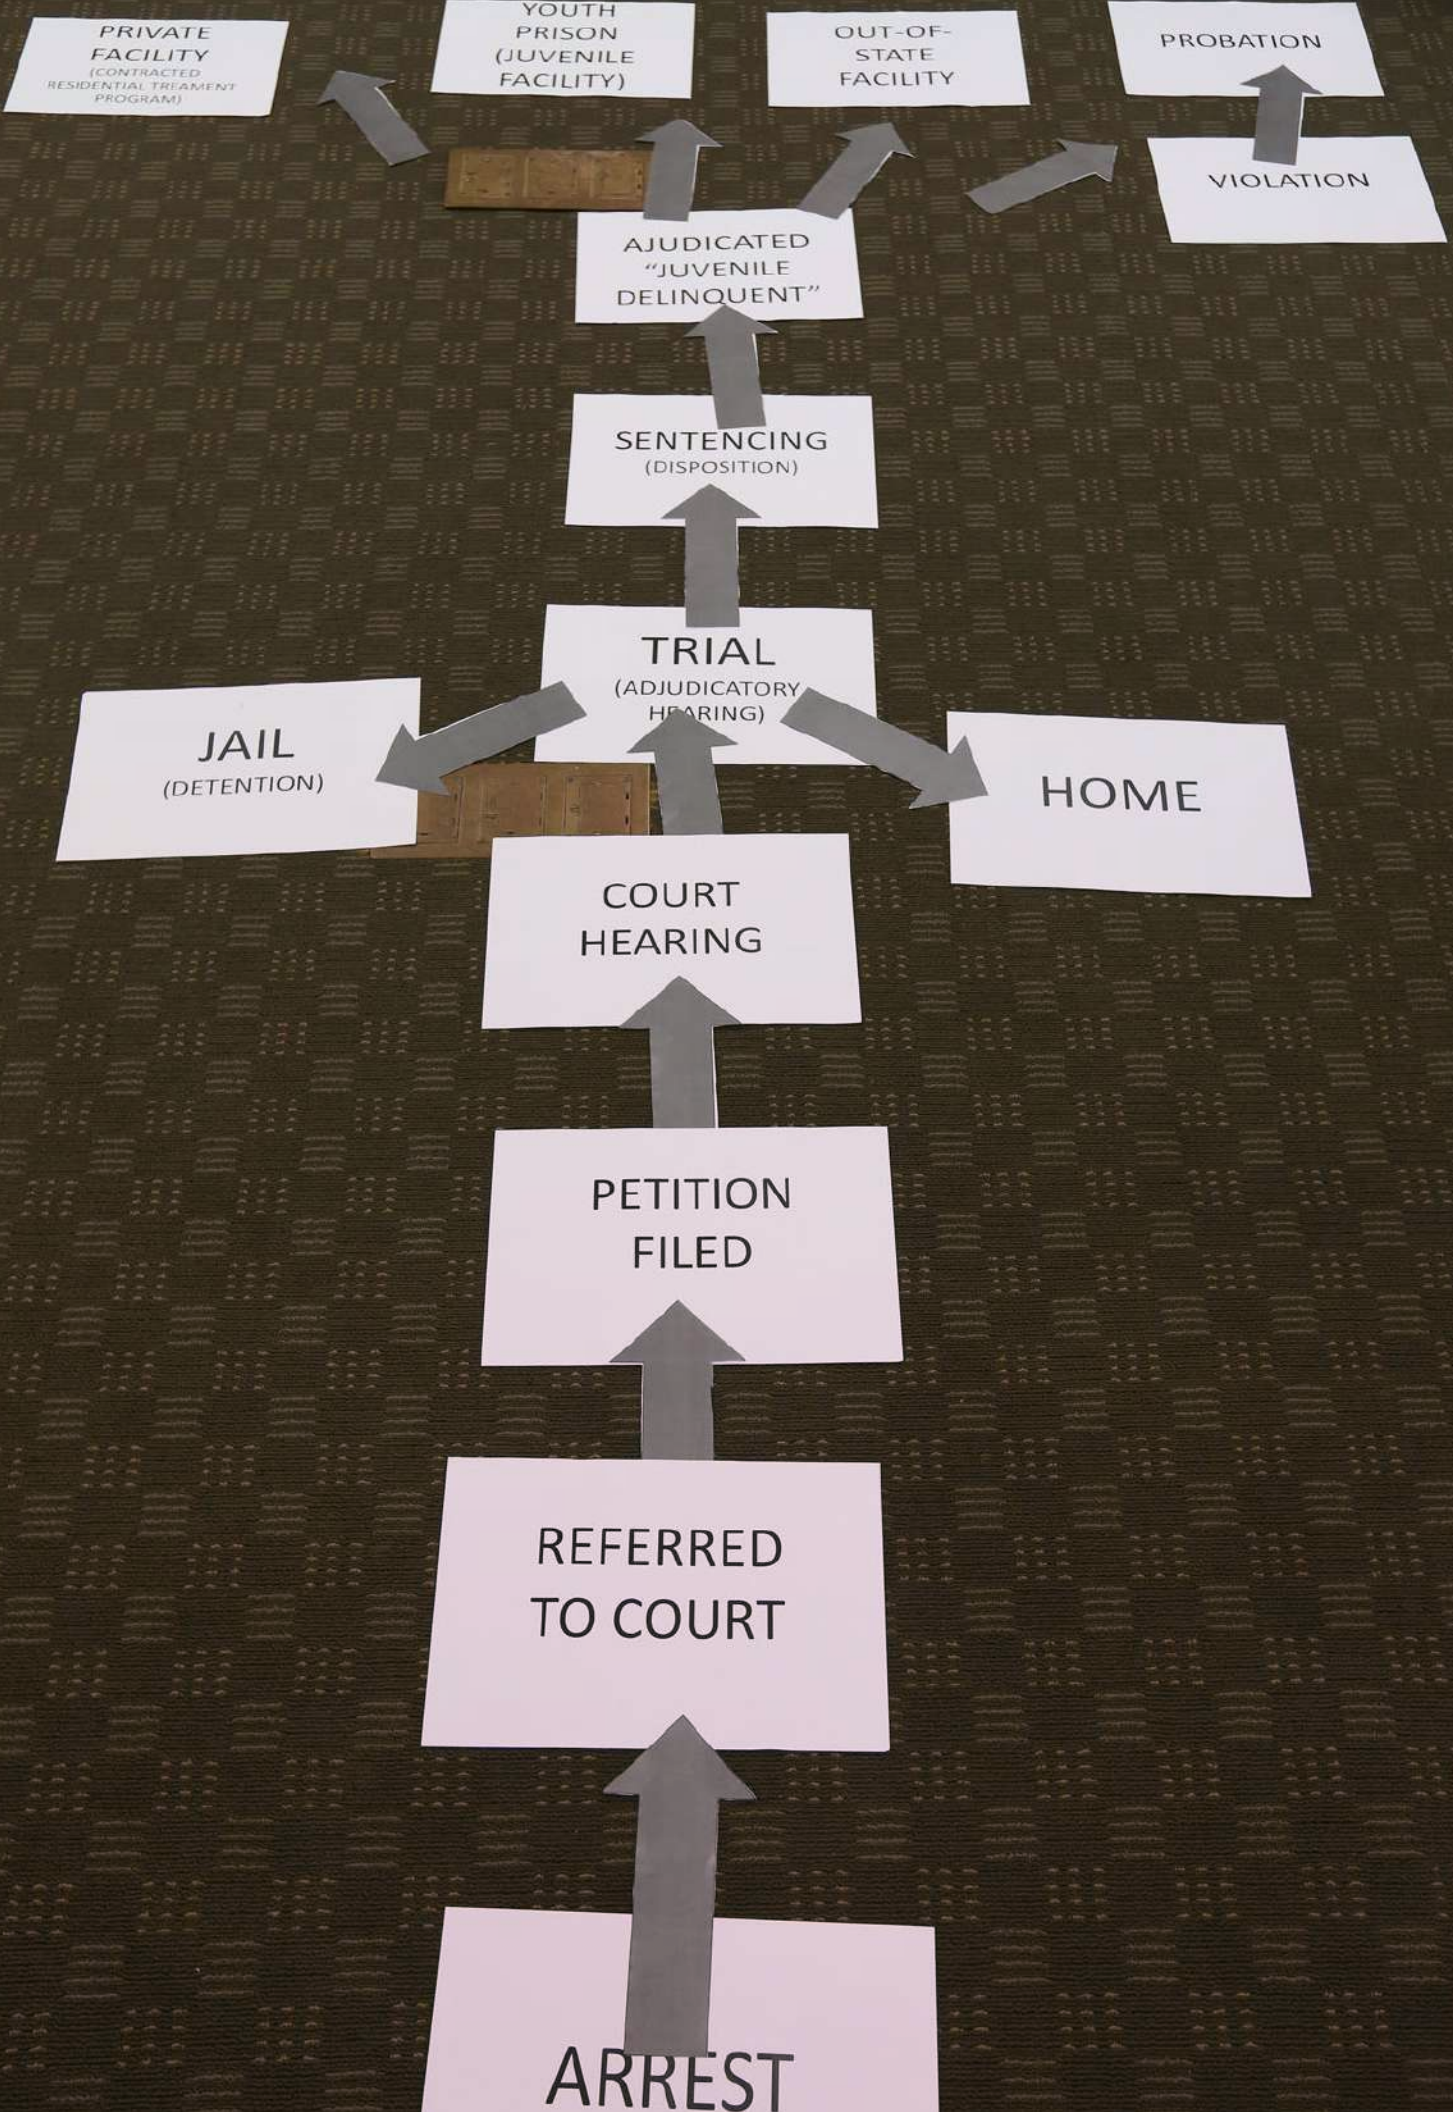 PRIVATE
FACILITY
(CONTRACTED
RESIDENTIAL TREAMENT
PROGRAM)
YOUTH
PRISON
(JUVENILE
FACILITY)
OUT-OF-
STATE
FACILITY
PROBATION
VIOLATION
AJUDICATED
“JUVENILE
DELINQUENT”
SENTENCING
(DISPOSITION)
TRIAL
(ADJUDICATORY
HEARING)
JAIL
(DETENTION)
HOME
COURT
HEARING
PETITION
FILED
REFERRED
TO COURT
ARREST